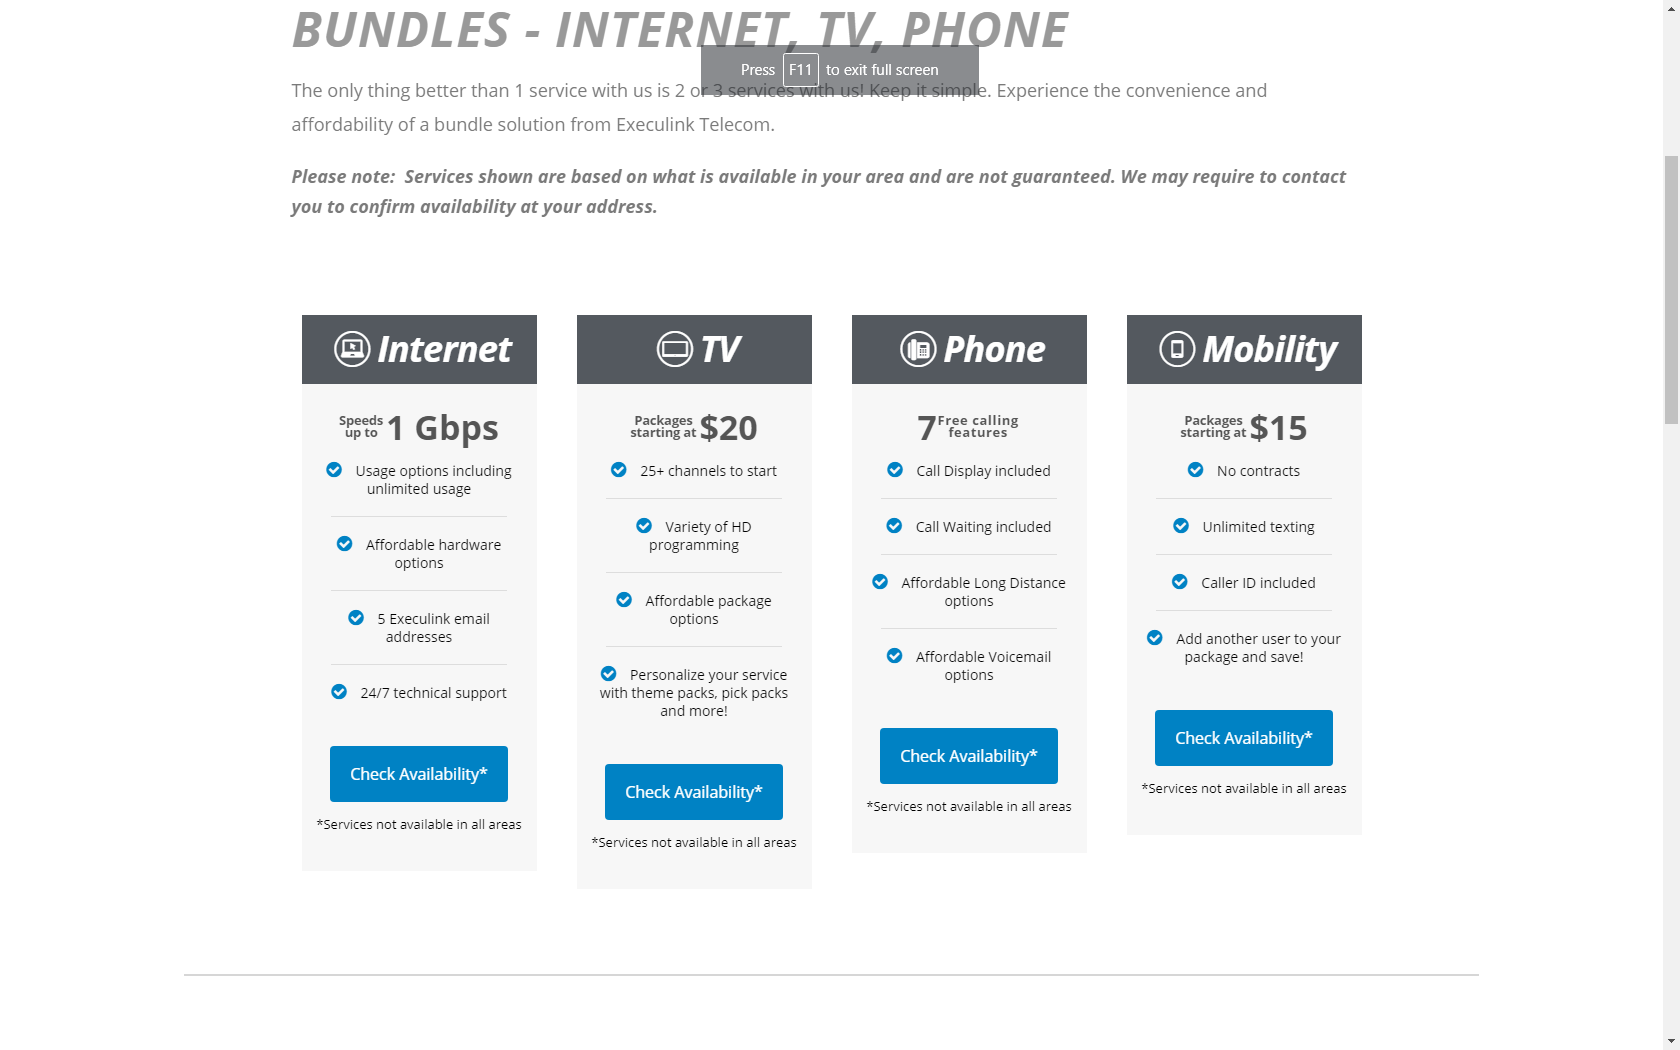 BUNDLES - INTERNET, TV, PHONE
Press F11 to exit full screen
The only thing better than 1 service with us is 2 or 3 services with us! Keep it simple. Experience the convenience and
affordability of a bundle solution from Execulink Telecom.
Please note:  Services shown are based on what is available in your area and are not guaranteed. We may require to contact
you to confirm availability at your address.
Internet
Speeds
up to 1 Gbps
Usage options including
unlimited usage
Affordable hardware
options
5 Execulink email
addresses
24/7 technical support
Check Availability*
*Services not available in all areas
TV
Packages
starting at $20
25+ channels to start
Variety of HD
programming
Affordable package
options
Personalize your service
with theme packs, pick packs
and more!
Check Availability*
*Services not available in all areas
Phone
7 Free calling
features
Call Display included
Call Waiting included
Affordable Long Distance
options
Affordable Voicemail
options
Check Availability*
*Services not available in all areas
Mobility
Packages
starting at $15
No contracts
Unlimited texting
Caller ID included
Add another user to your
package and save!
Check Availability*
*Services not available in all areas